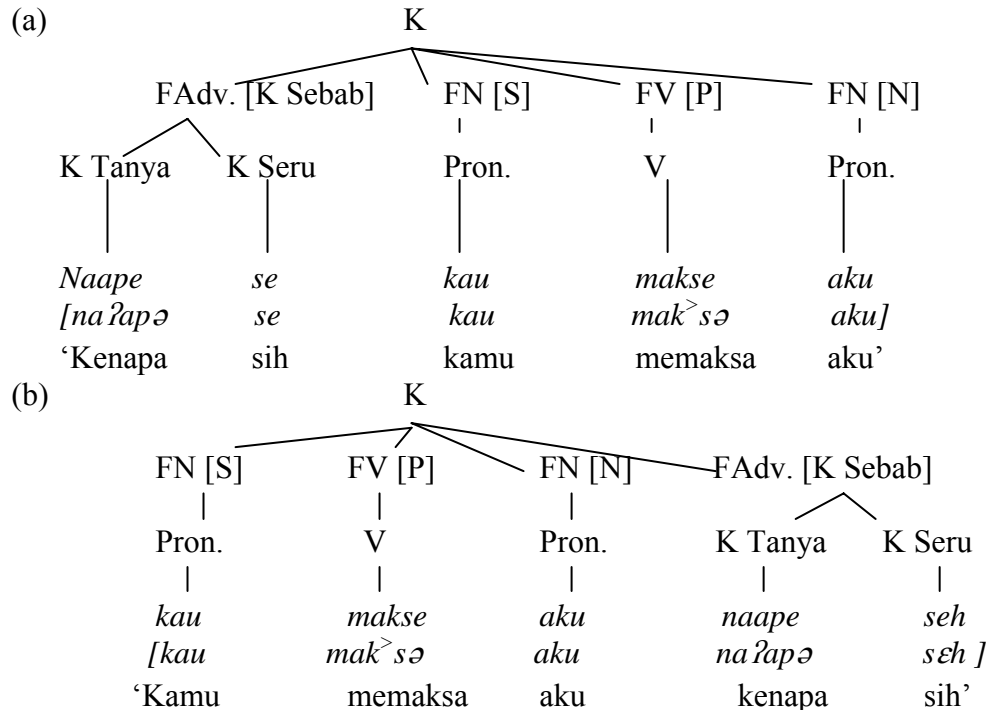 (a) K
FAdv. [K Sebab] FN [S] FV [P] FN [N]
K Tanya K Seru Pron. V Pron.
Naape se kau makse aku
[naʔapə se kau mak˃sə aku]
‘Kenapa sih kamu memaksa aku’
(b) K
FN [S] FV [P] FN [N] FAdv. [K Sebab]
Pron. V Pron. K Tanya K Seru
kau makse aku naape seh
[kau mak˃sə aku naʔapə sɛh ]
‘Kamu memaksa aku kenapa sih’